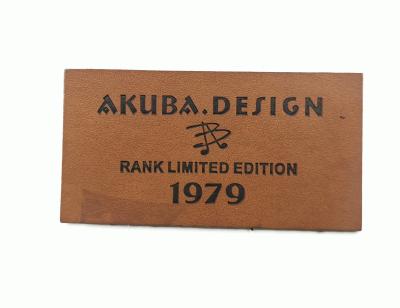 AKUBA.DESIGN
RANK LIMITED EDITION
1979